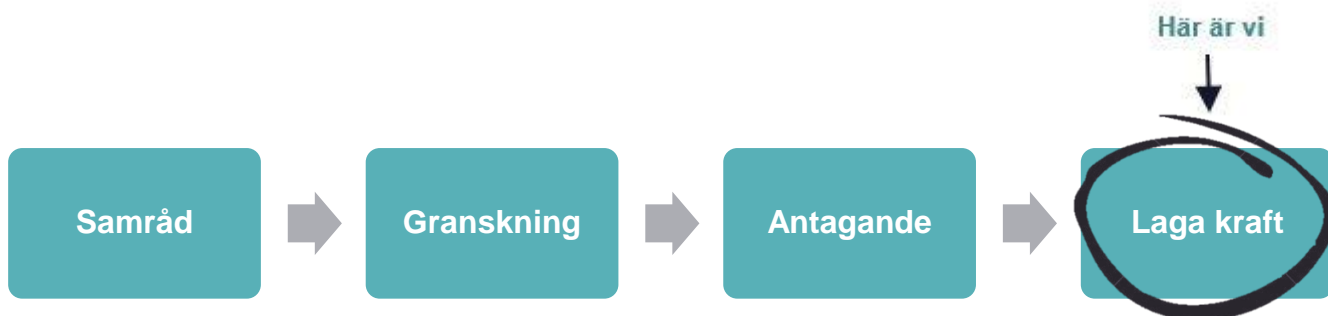 Här är vi
Samråd
Granskning
Antagande
Laga kraft